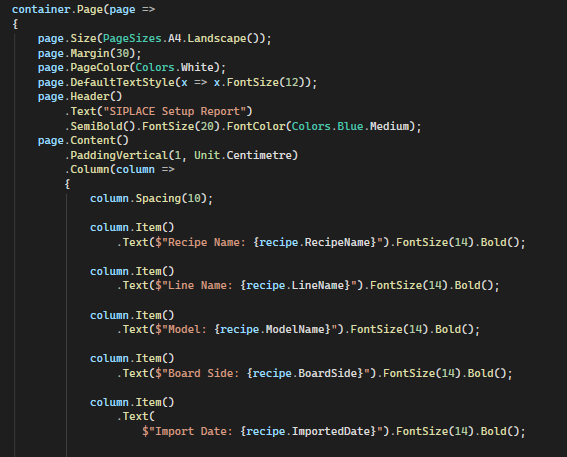 container.Page(page =>
{
    page.Size(PageSizes.A4.Landscape());
    page.Margin(30);
    page.PageColor(Colors.White);
    page.DefaultTextStyle(x => x.FontSize(12));
    page.Header()
        .Text("SIPLACE Setup Report")
        .SemiBold().FontSize(20).FontColor(Colors.Blue.Medium);
    page.Content()
        .PaddingVertical(1, Unit.Centimetre)
        .Column(column =>
        {
            column.Spacing(10);

            column.Item()
                .Text($"Recipe Name: {recipe.RecipeName}").FontSize(14).Bold();

            column.Item()
                .Text($"Line Name: {recipe.LineName}").FontSize(14).Bold();

            column.Item()
                .Text($"Model: {recipe.ModelName}").FontSize(14).Bold();

            column.Item()
                .Text($"Board Side: {recipe.BoardSide}").FontSize(14).Bold();

            column.Item()
                .Text(
                    $"Import Date: {recipe.ImportedDate}").FontSize(14).Bold();